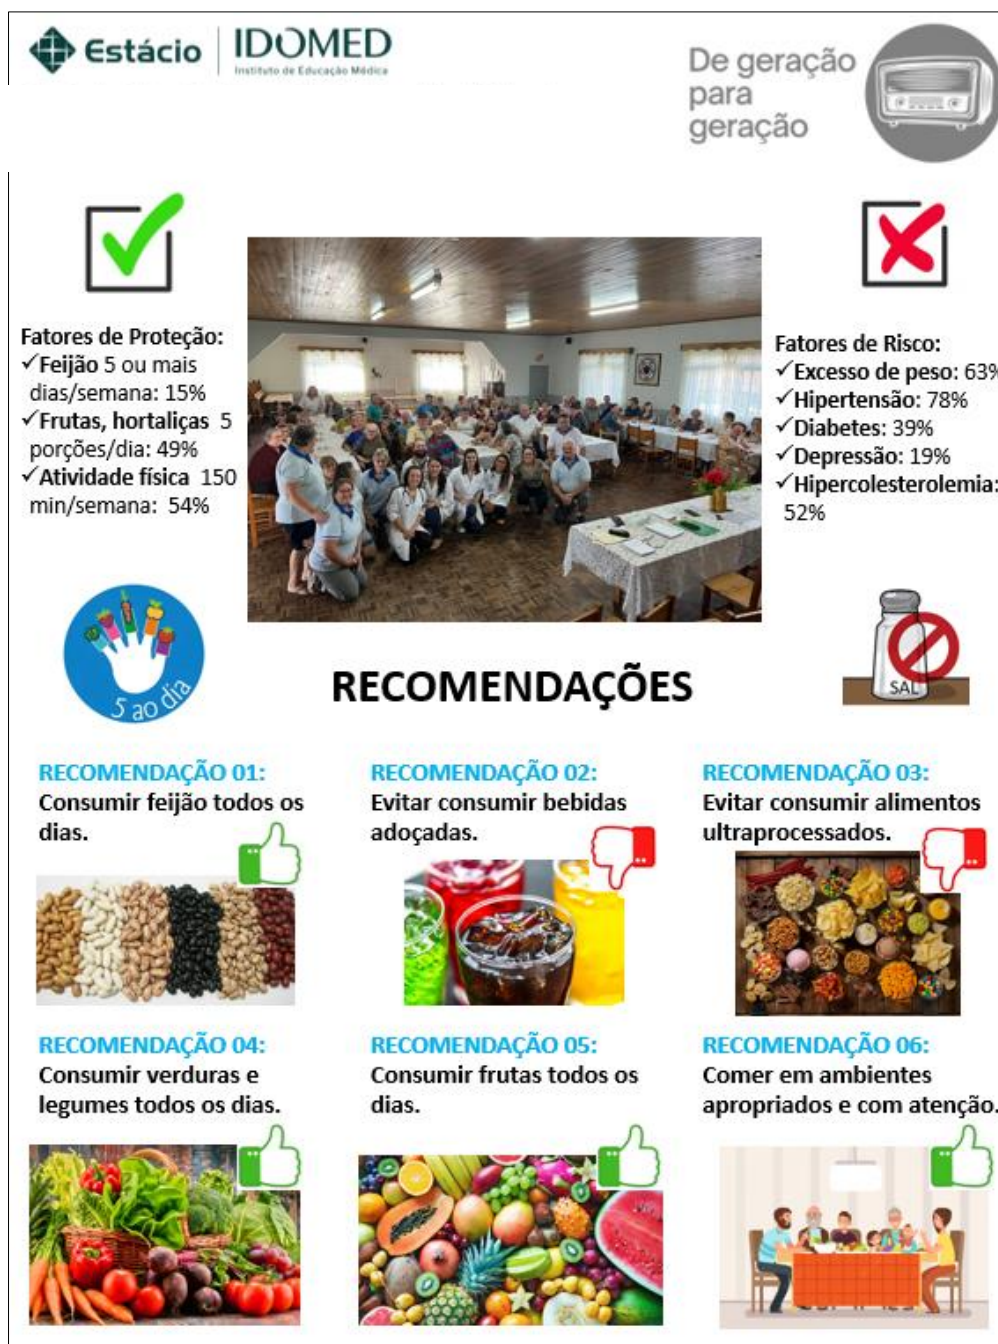 Estácio
IDOMED
Instituto de Educação Médica
De geração
para
geração
Fatores de Proteção:
✓Feijão 5 ou mais
dias/semana: 15%
✓Frutas, hortaliças 5
porções/dia: 49%
✓Atividade física 150
min/semana: 54%
Fatores de Risco:
✓Excesso de peso: 63%
✓Hipertensão: 78%
✓Diabetes: 39%
✓Depressão: 19%
✓Hipercolesterolemia:
52%
5 ao dia
RECOMENDAÇÕES
SAL
RECOMENDAÇÃO 01:
Consumir feijão todos os
dias.
RECOMENDAÇÃO 02:
Evitar consumir bebidas
adoçadas.
RECOMENDAÇÃO 03:
Evitar consumir alimentos
ultraprocessados.
RECOMENDAÇÃO 04:
Consumir verduras e
legumes todos os dias.
RECOMENDAÇÃO 05:
Consumir frutas todos os
dias.
RECOMENDAÇÃO 06:
Comer em ambientes
apropriados e com atenção.